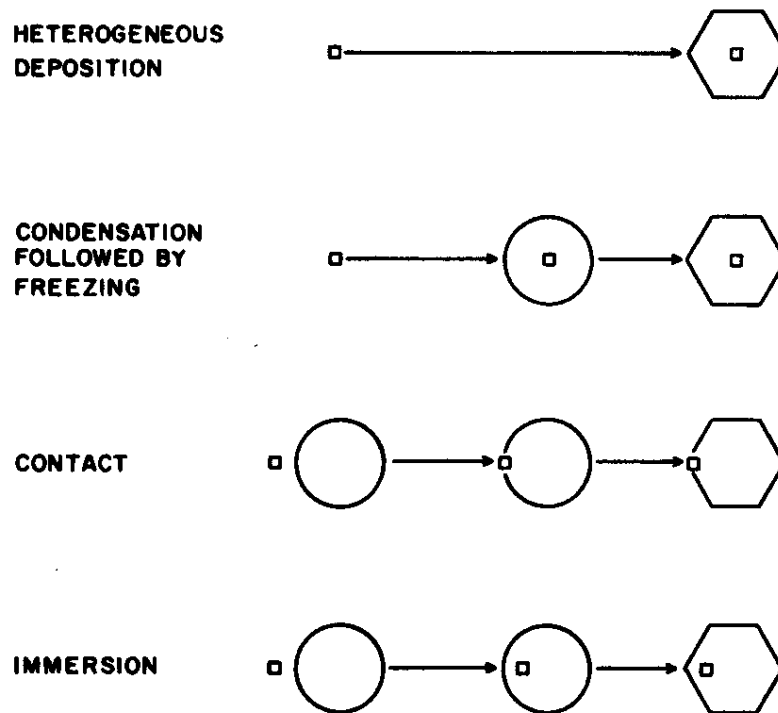 HETEROGENEOUS
DEPOSITION
CONDENSATION
FOLLOWED BY
FREEZING
CONTACT
IMMERSION